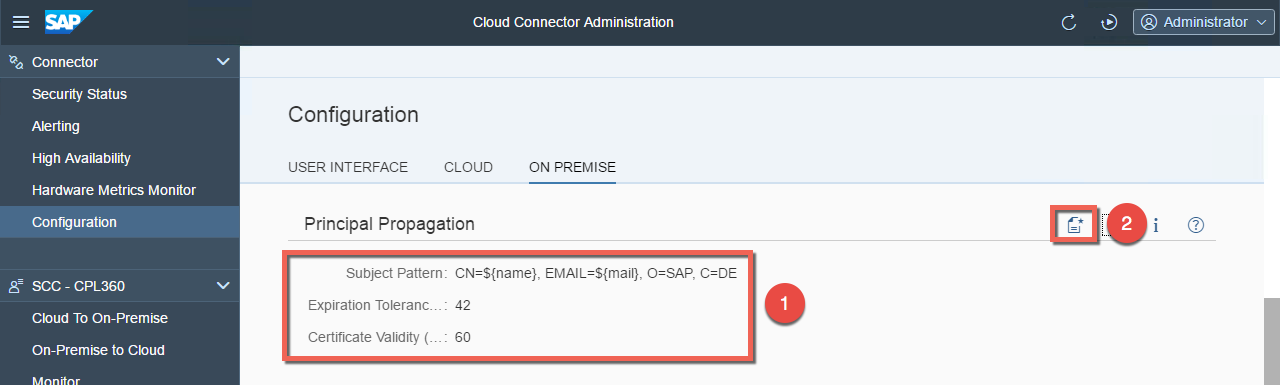 SAP Cloud Connector Administration Administrator
Connector
Security Status
Alerting
High Availability
Hardware Metrics Monitor
Configuration
SCC - CPL360
Cloud To On-Premise
On-Premise to Cloud
Monitor
Configuration
USER INTERFACE CLOUD ON PREMISE
Principal Propagation 2 i ?
Subject Pattern: CN=${name}, EMAIL=${mail}, O=SAP, C=DE
Expiration Toleranc...: 42
Certificate Validity (...: 60
1